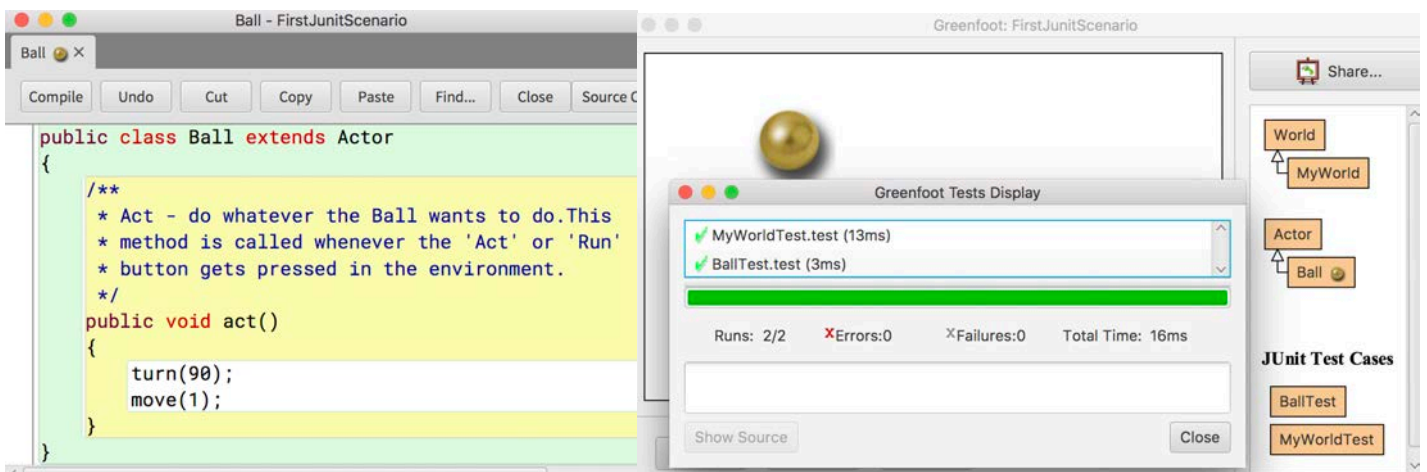 Ball - FirstJunitScenario
Ball ×
Compile Undo Cut Copy Paste Find... Close Source C
public class Ball extends Actor
{
/**
* Act - do whatever the Ball wants to do.This
* method is called whenever the 'Act' or 'Run'
* button gets pressed in the environment.
*/
public void act()
{
turn(90);
move(1);
}
}
Greenfoot: FirstJunitScenario
Share...
World
MyWorld
Actor
Ball
JUnit Test Cases
BallTest
MyWorldTest
Greenfoot Tests Display
MyWorldTest.test (13ms)
BallTest.test (3ms)
Runs: 2/2 XErrors:0 XFailures:0 Total Time: 16ms
Show Source Close